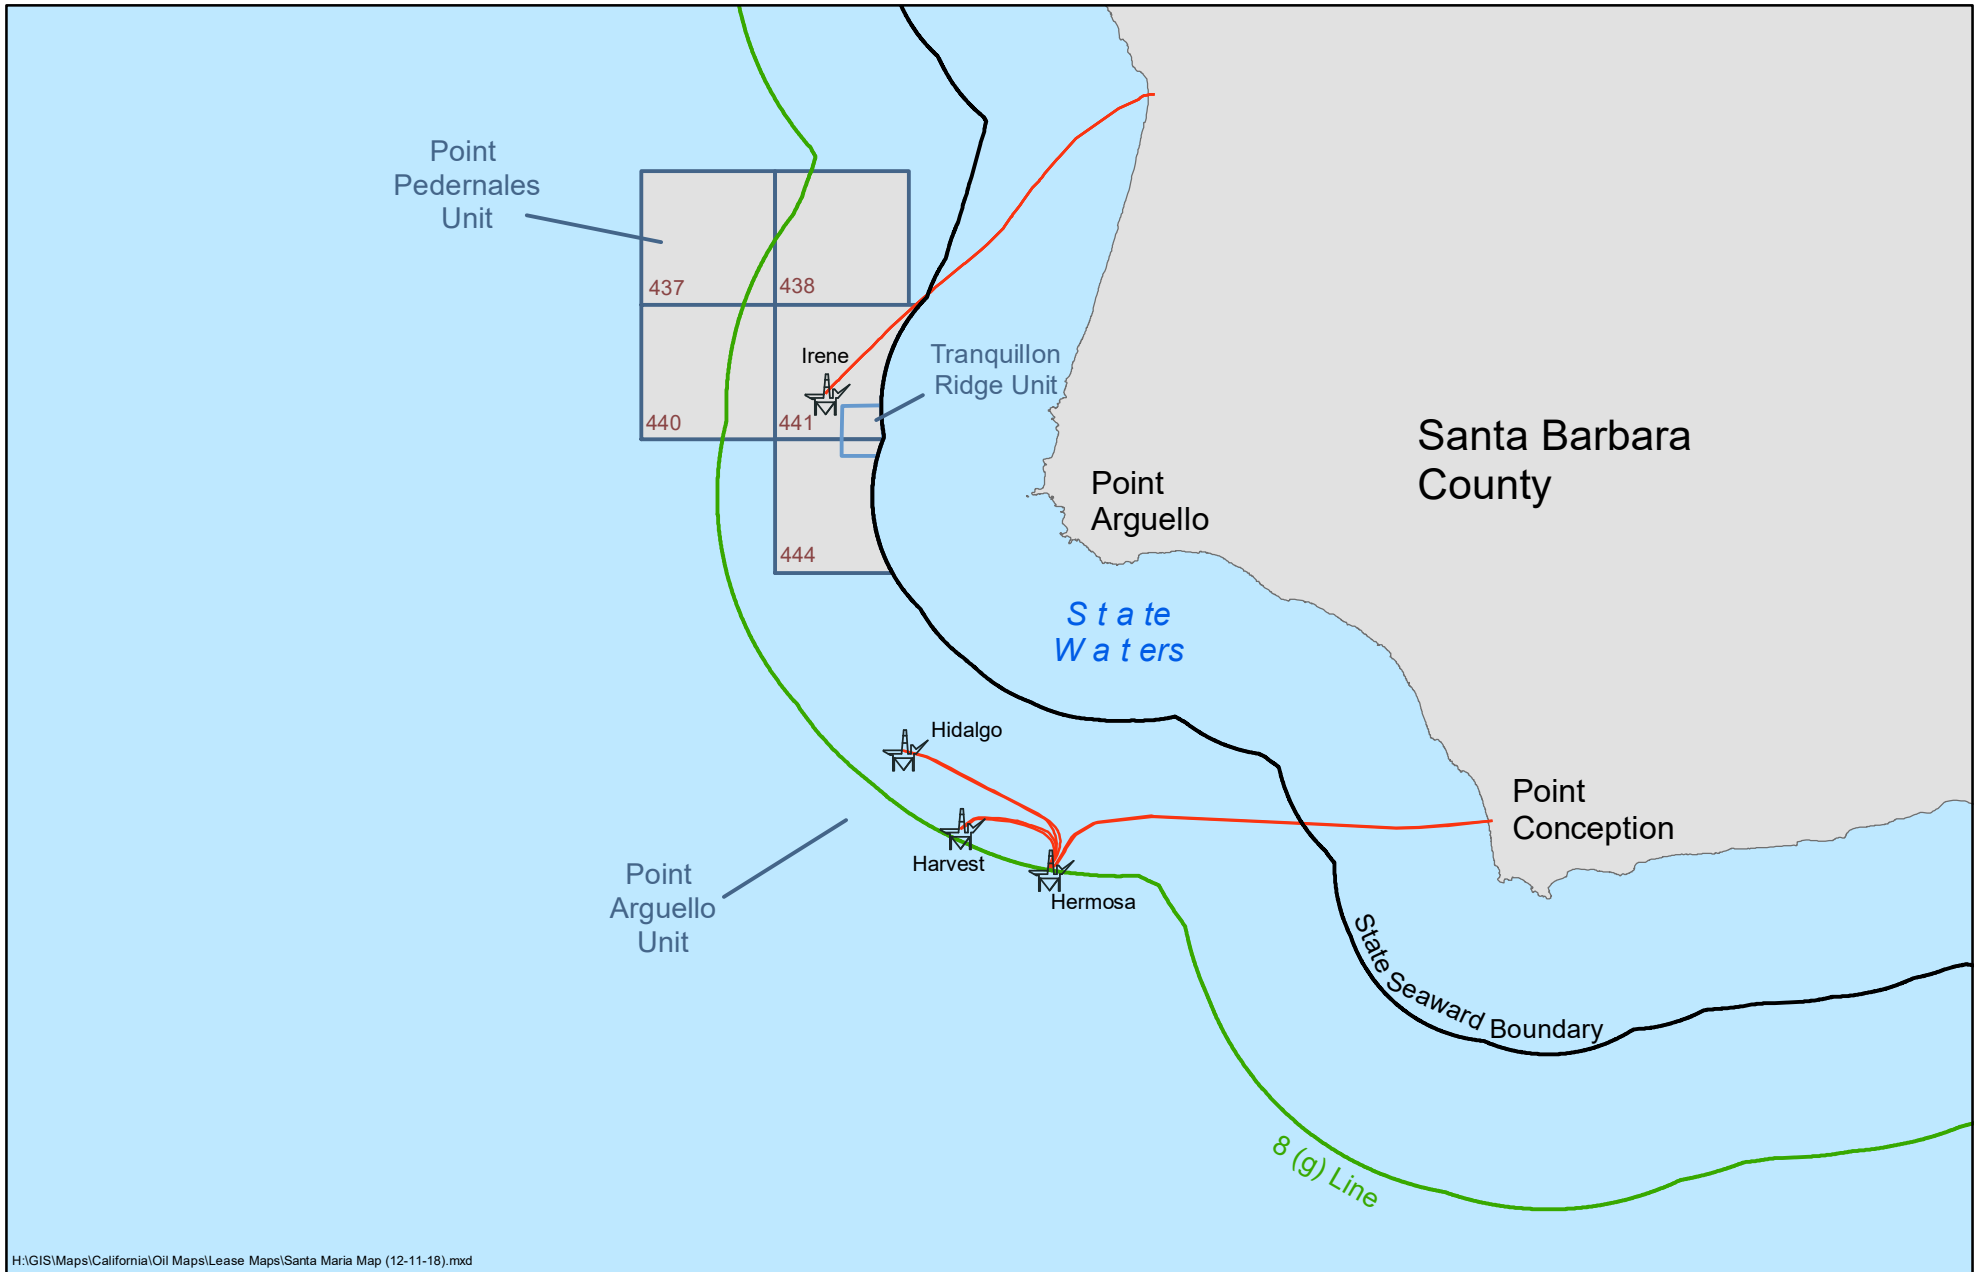 Point
Pedernales
Unit
437
438
Irene
Tranquillon
Ridge Unit
440
441
444
Santa Barbara
County
Point
Arguello
State
Waters
Hidalgo
Harvest
Hermosa
Point
Conception
Point
Arguello
Unit
State Seaward Boundary
8 (g) Line
H:\GIS\Maps\California\Oil Maps\Lease Maps\Santa Maria Map (12-11-18).mxd